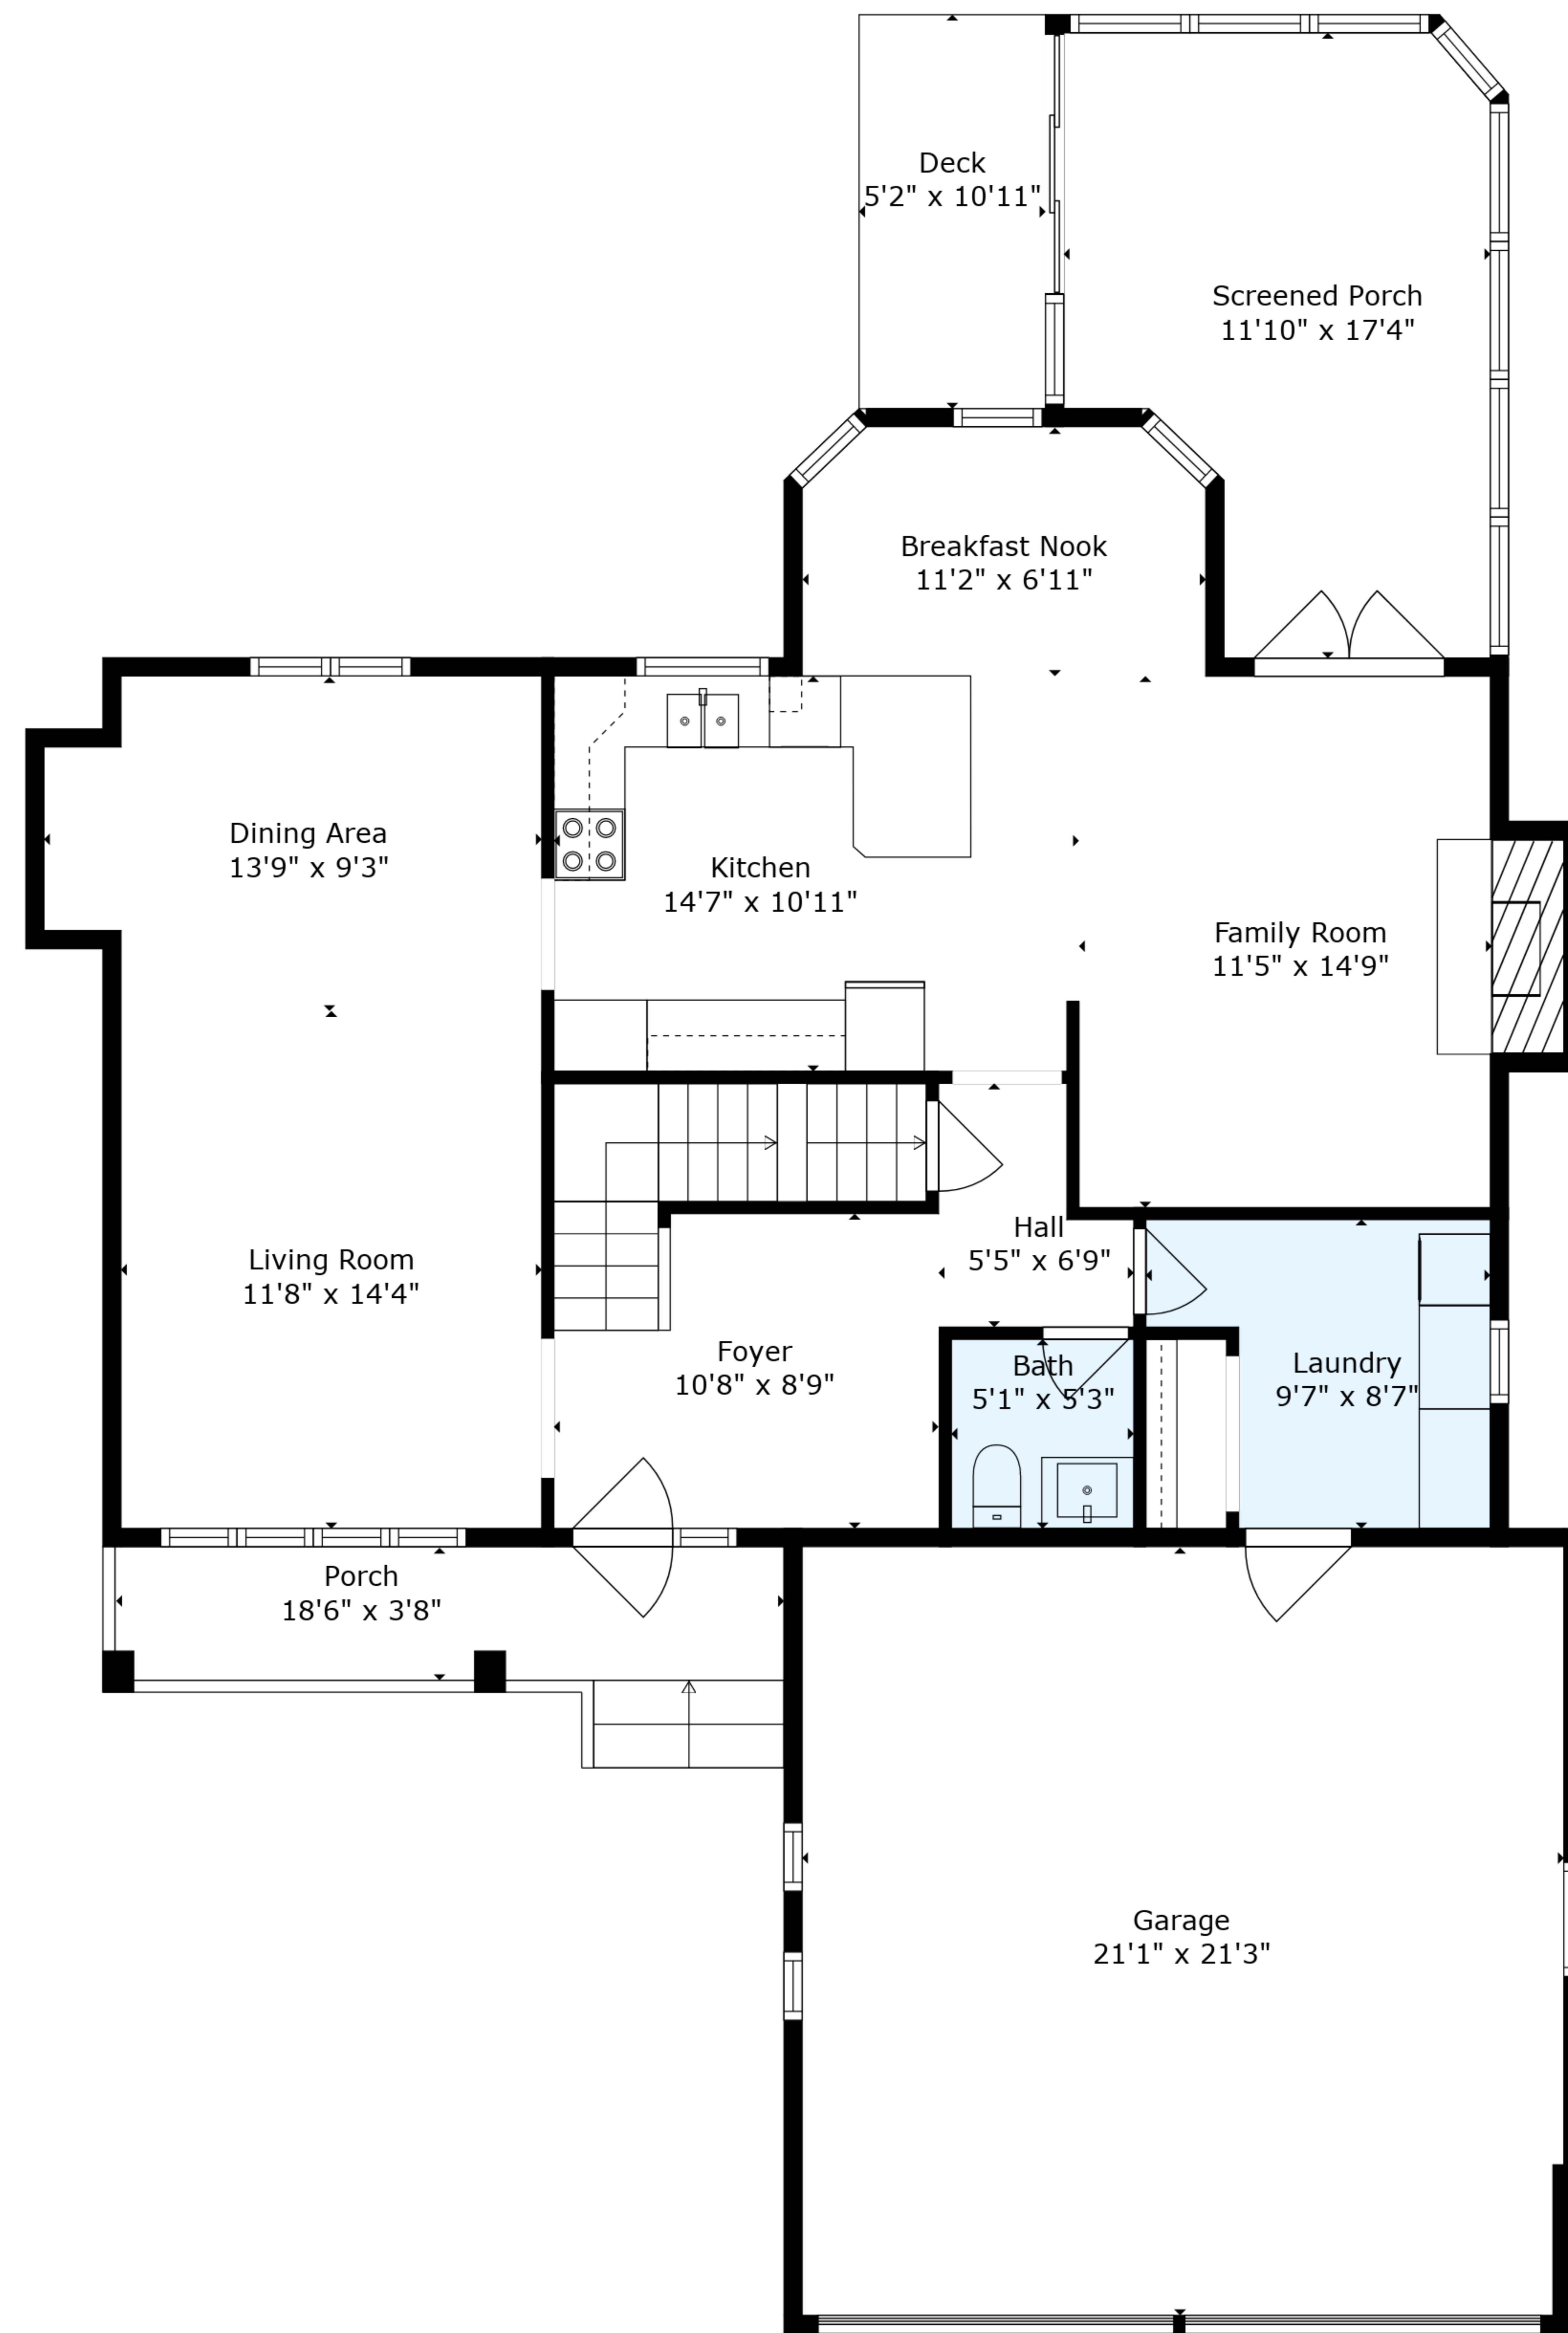 Deck
5'2" x 10'11"
Screened Porch
11'10" x 17'4"
Breakfast Nook
11'2" x 6'11"
Dining Area
13'9" x 9'3"
Kitchen
14'7" x 10'11"
Family Room
11'5" x 14'9"
Living Room
11'8" x 14'4"
Hall
5'5" x 6'9"
Foyer
10'8" x 8'9"
Bath
5'1" x 5'3"
Laundry
9'7" x 8'7"
Porch
18'6" x 3'8"
Garage
21'1" x 21'3"